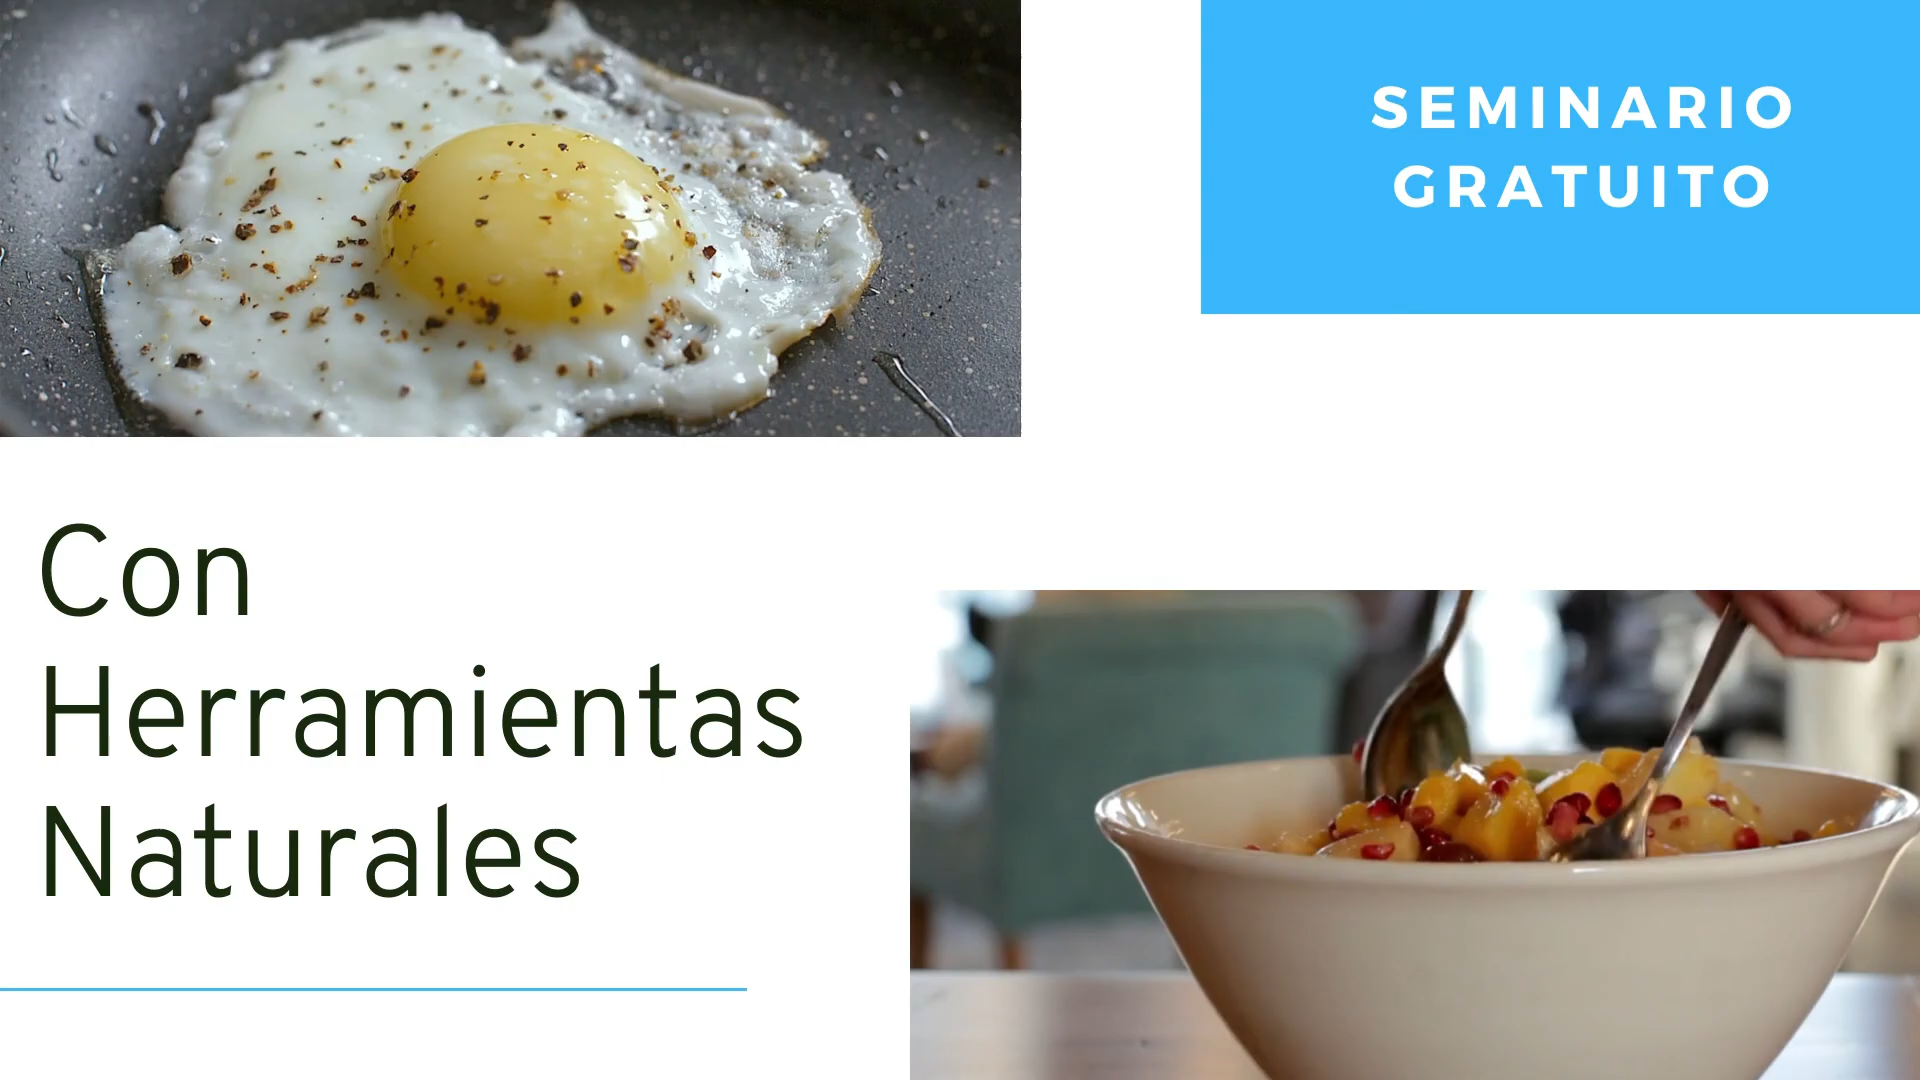 SEMINARIO
GRATUITO
Con
Herramientas
Naturales